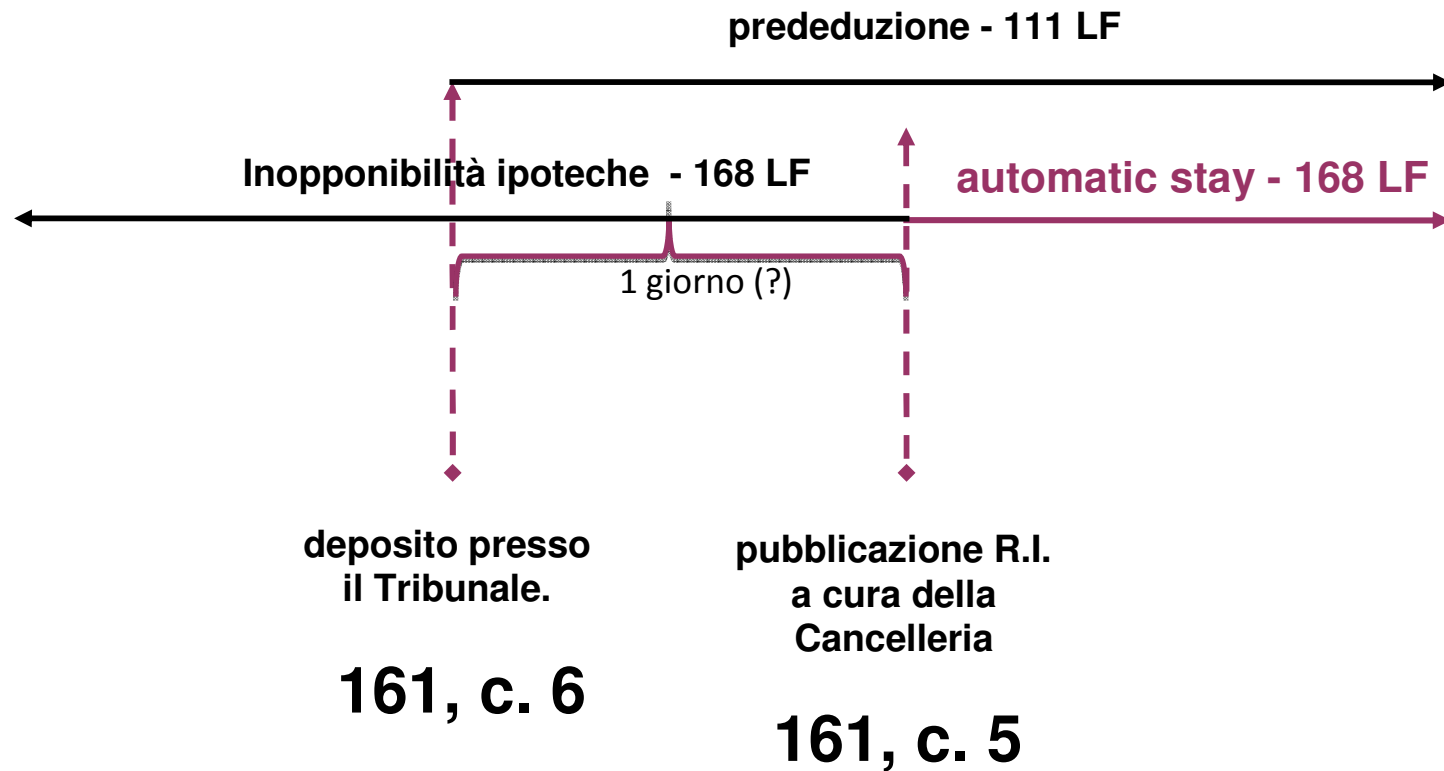 prededuzione - 111 LF
Inopponibilità ipoteche - 168 LF
automatic stay - 168 LF
1 giorno (?)
deposito presso
il Tribunale.
161, c. 6
pubblicazione R.I.
a cura della
Cancelleria
161, c. 5